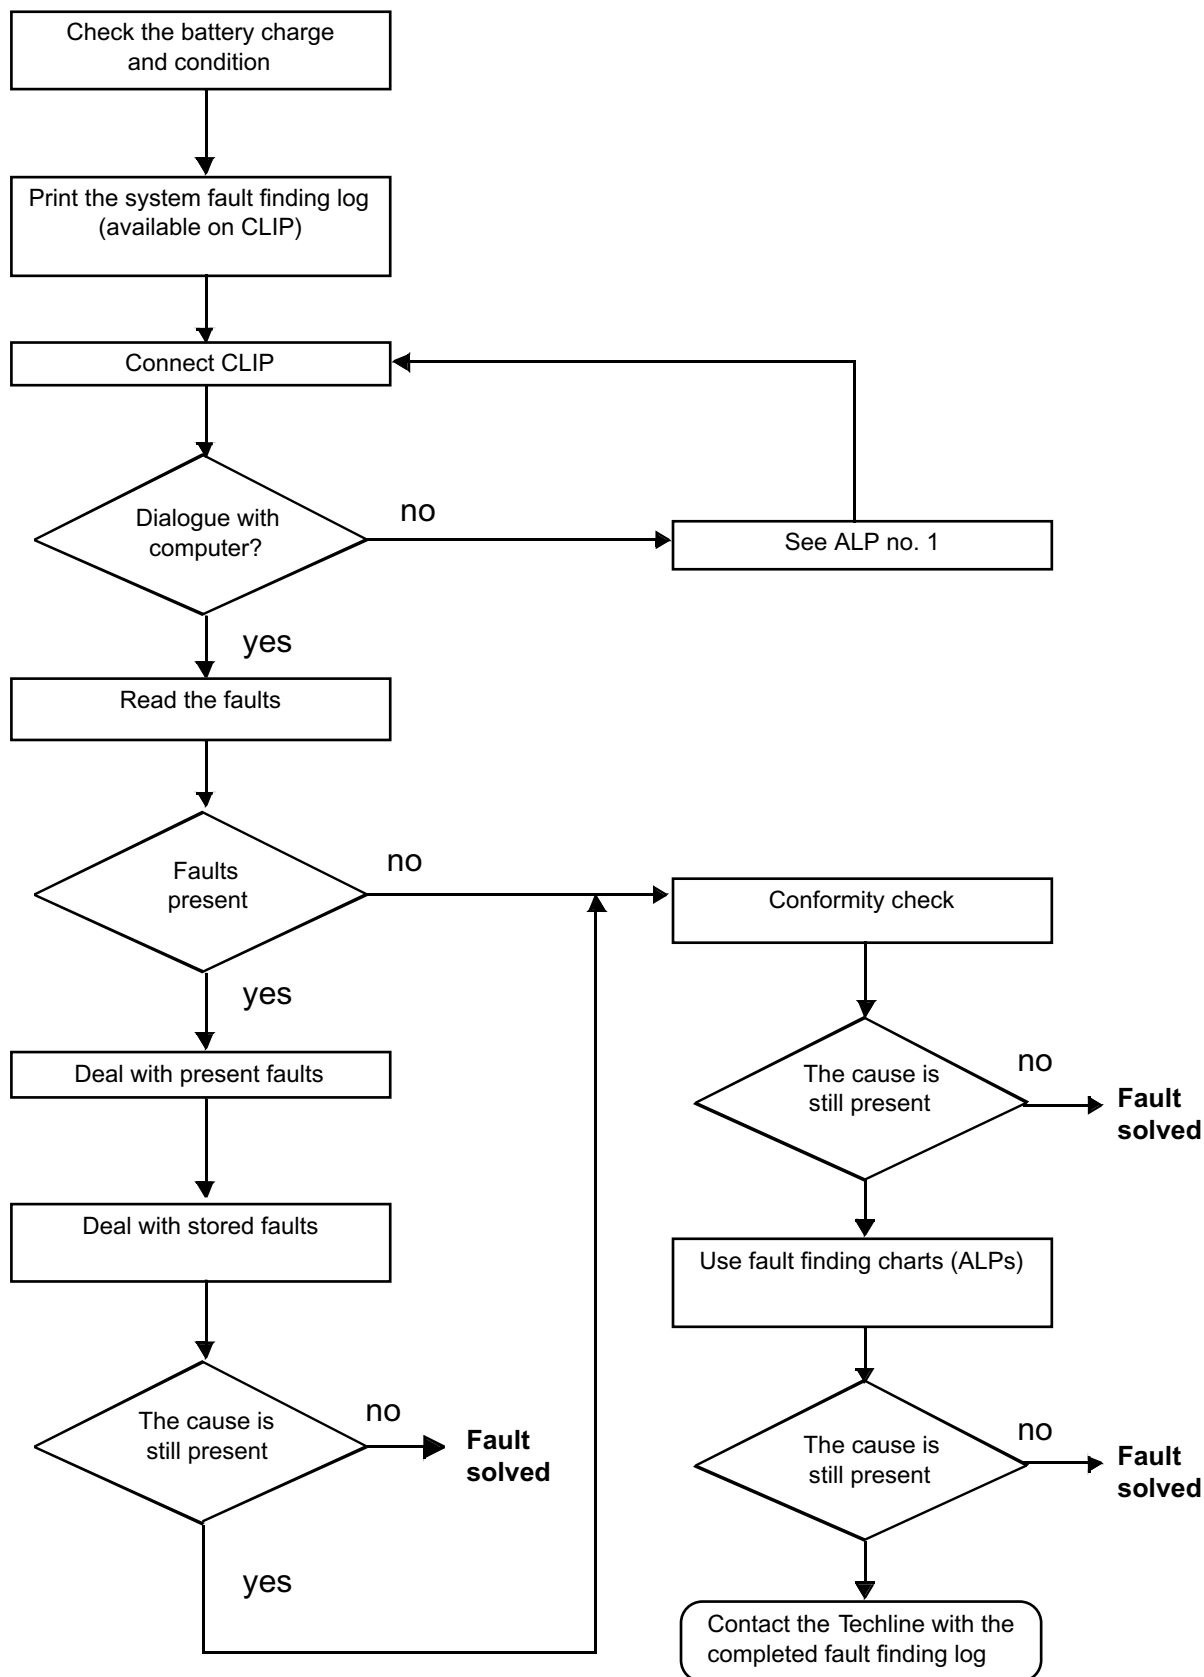 Check the battery charge
and condition
Print the system fault finding log
(available on CLIP)
Connect CLIP
Dialogue with
computer?
no
See ALP no. 1
yes
Read the faults
Faults
present
no
Conformity check
yes
Deal with present faults
The cause is
still present
no
Fault
solved
Deal with stored faults
Use fault finding charts (ALPs)
The cause is
still present
no
Fault
solved
The cause is
still present
no
Fault
solved
yes
Contact the Techline with the
completed fault finding log